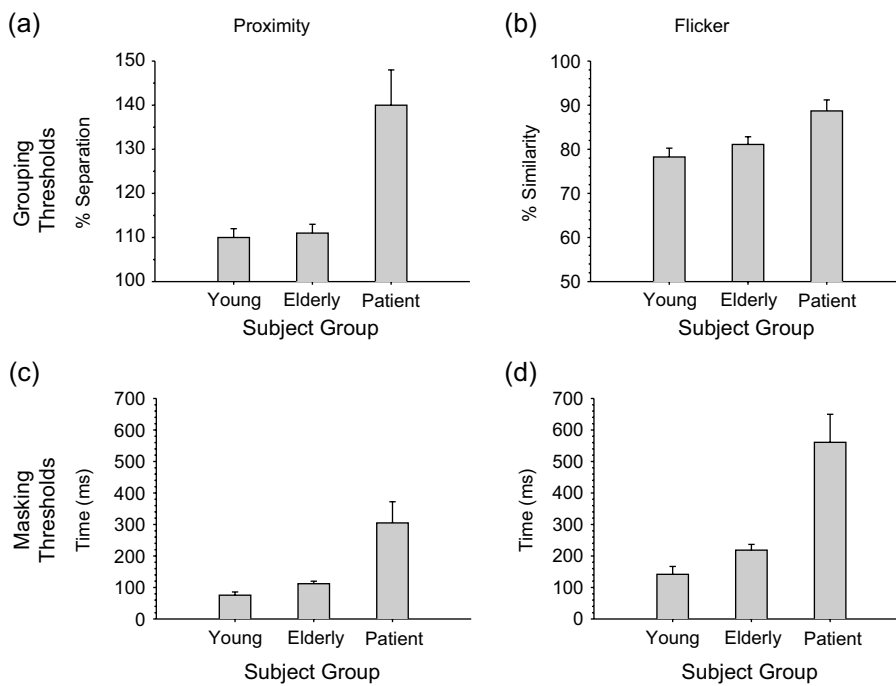 (a)
Proximity
Grouping
Thresholds
% Separation
150
140
130
120
110
100
Young Elderly Patient
Subject Group
(b)
Flicker
% Similarity
100
90
80
70
60
50
Young Elderly Patient
Subject Group
(c)
Masking
Thresholds
Time (ms)
700
600
500
400
300
200
100
0
Young Elderly Patient
Subject Group
(d)
Time (ms)
700
600
500
400
300
200
100
0
Young Elderly Patient
Subject Group